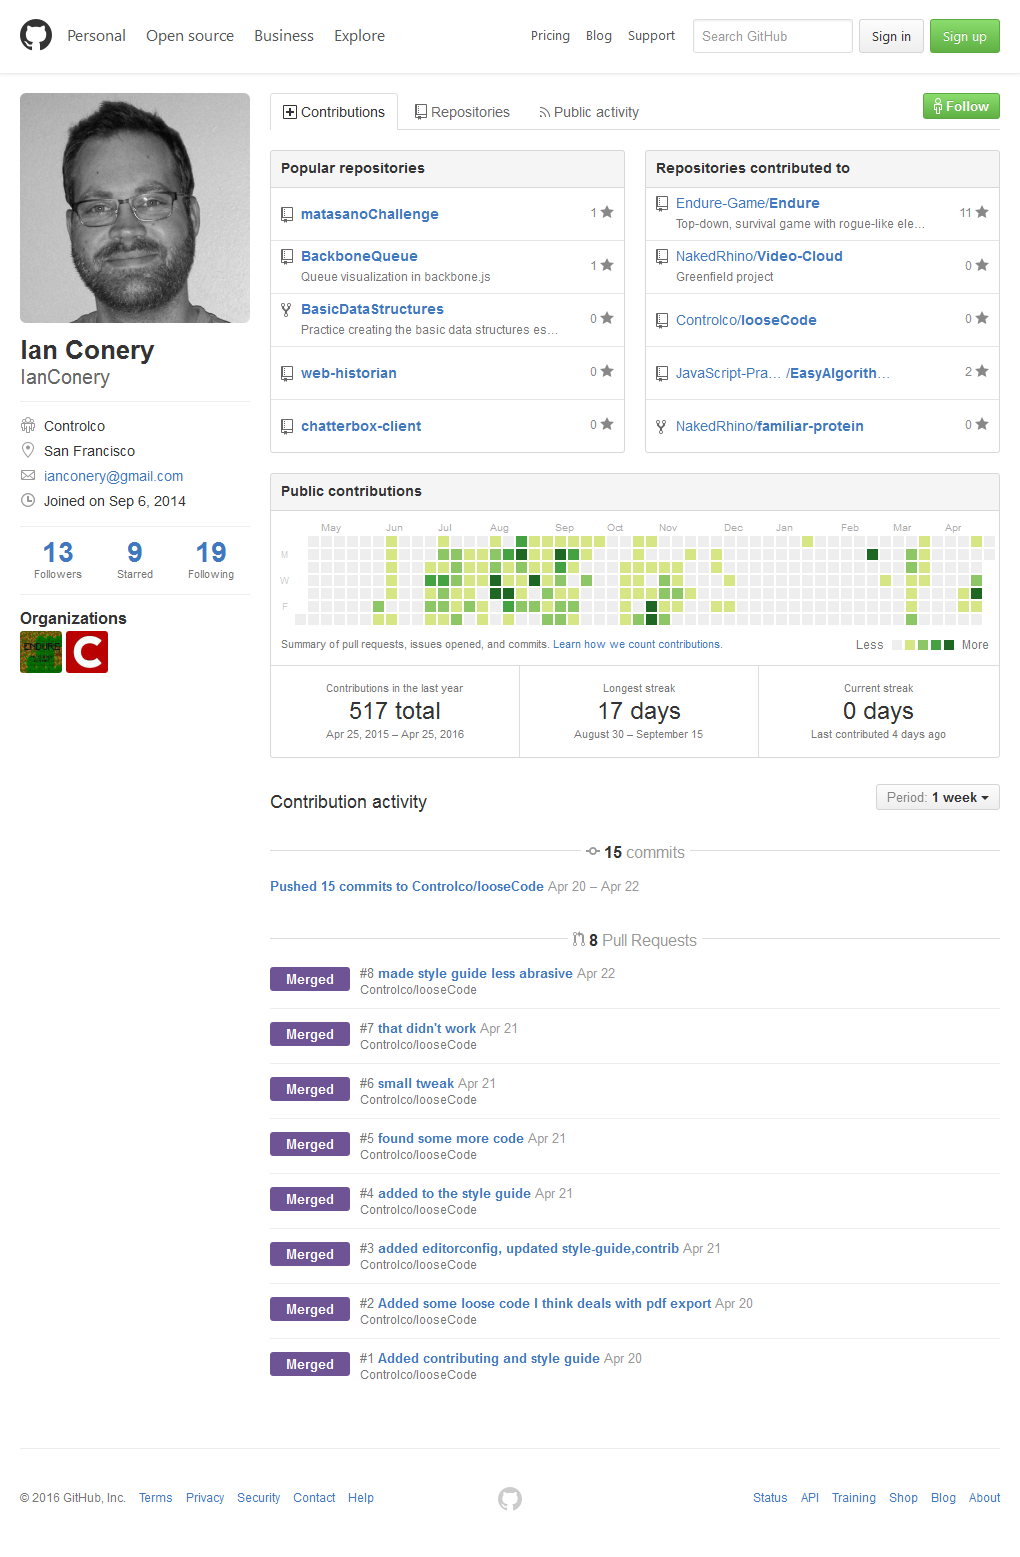 Personal Open source Business Explore Pricing Blog Support Search GitHub Sign in Sign up
Contributions Repositories Public activity Follow
Ian Conery
IanConery
Controlco
San Francisco
ianconery@gmail.com
Joined on Sep 6, 2014
13 9 19
Followers Starred Following
Organizations
ENDURE
C
Popular repositories
matasanoChallenge 1
BackboneQueue 1
Queue visualization in backbone.js
BasicDataStructures 0
Practice creating the basic data structures es…
web-historian 0
chatterbox-client 0
Repositories contributed to
Endure-Game/Endure 11
Top-down, survival game with rogue-like ele…
NakedRhino/Video-Cloud 0
Greenfield project
Controlco/looseCode 0
JavaScript-Pra… /EasyAlgorith… 2
NakedRhino/familiar-protein 0
Public contributions
May Jun Jul Aug Sep Oct Nov Dec Jan Feb Mar Apr
M
W
F
Summary of pull requests, issues opened, and commits. Learn how we count contributions. Less More
Contributions in the last year
517 total
Apr 25, 2015 – Apr 25, 2016
Longest streak
17 days
August 30 – September 15
Current streak
0 days
Last contributed 4 days ago
Contribution activity Period: 1 week
15 commits
Pushed 15 commits to Controlco/looseCode Apr 20 – Apr 22
8 Pull Requests
Merged #8 made style guide less abrasive Apr 22
Controlco/looseCode
Merged #7 that didn't work Apr 21
Controlco/looseCode
Merged #6 small tweak Apr 21
Controlco/looseCode
Merged #5 found some more code Apr 21
Controlco/looseCode
Merged #4 added to the style guide Apr 21
Controlco/looseCode
Merged #3 added editorconfig, updated style-guide,contrib Apr 21
Controlco/looseCode
Merged #2 Added some loose code I think deals with pdf export Apr 20
Controlco/looseCode
Merged #1 Added contributing and style guide Apr 20
Controlco/looseCode
© 2016 GitHub, Inc. Terms Privacy Security Contact Help Status API Training Shop Blog About